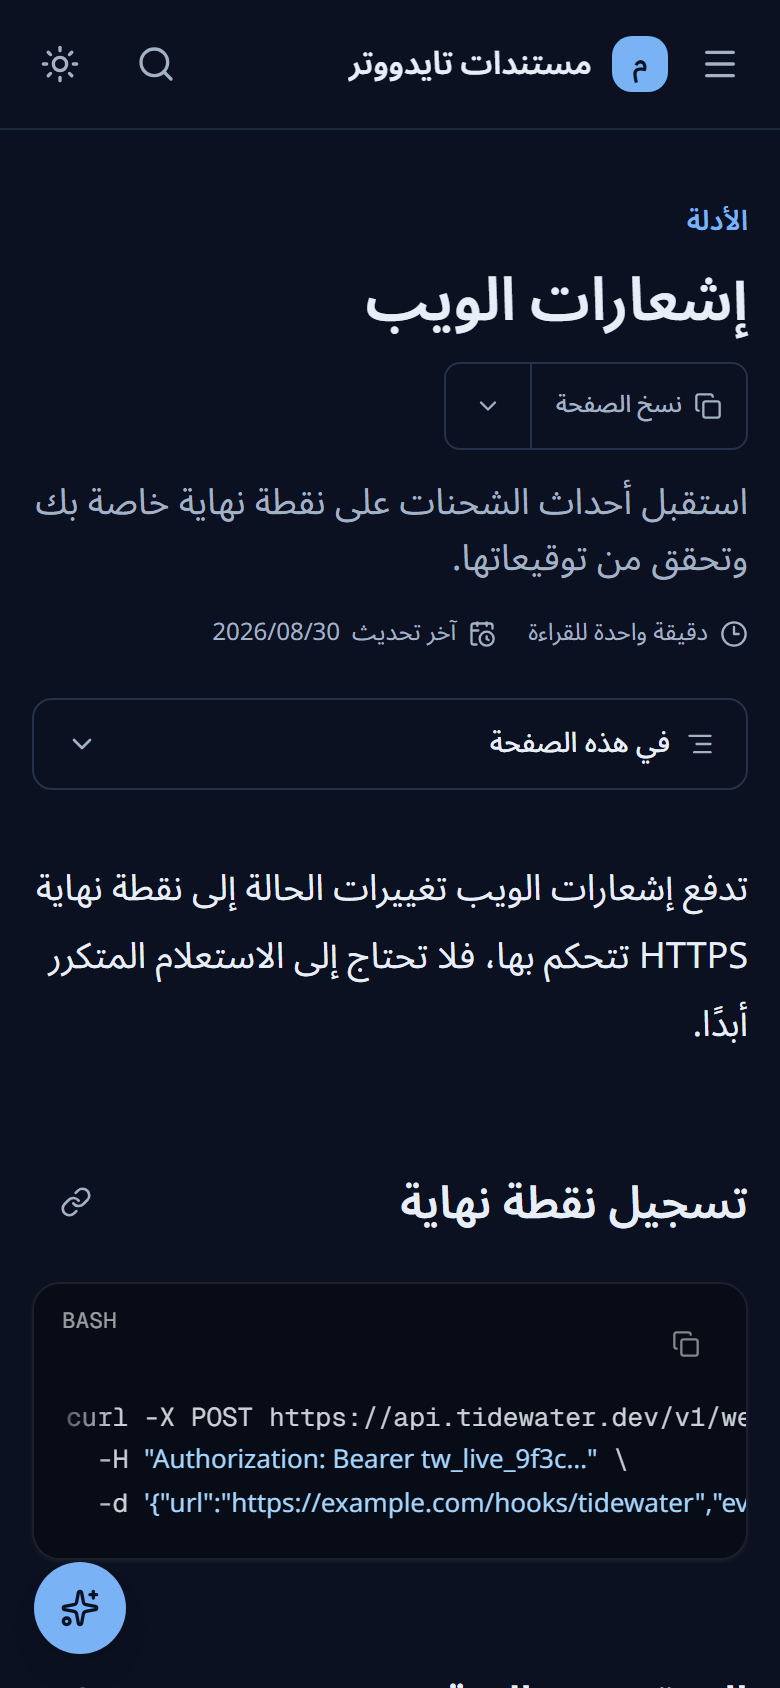 م مستندات تايدووتر
الأدلة
إشعارات الويب
نسخ الصفحة
استقبل أحداث الشحنات على نقطة نهاية خاصة بك
وتحقق من توقيعاتها.
دقيقة واحدة للقراءة آخر تحديث 2026/08/30
في هذه الصفحة
تدفع إشعارات الويب تغييرات الحالة إلى نقطة نهاية
HTTPS تتحكم بها، فلا تحتاج إلى الاستعلام المتكرر
أبدًا.
تسجيل نقطة نهاية
BASH
curl -X POST https://api.tidewater.dev/v1/we
-H "Authorization: Bearer tw_live_9f3c…" \
-d '{"url":"https://example.com/hooks/tidewater","ev